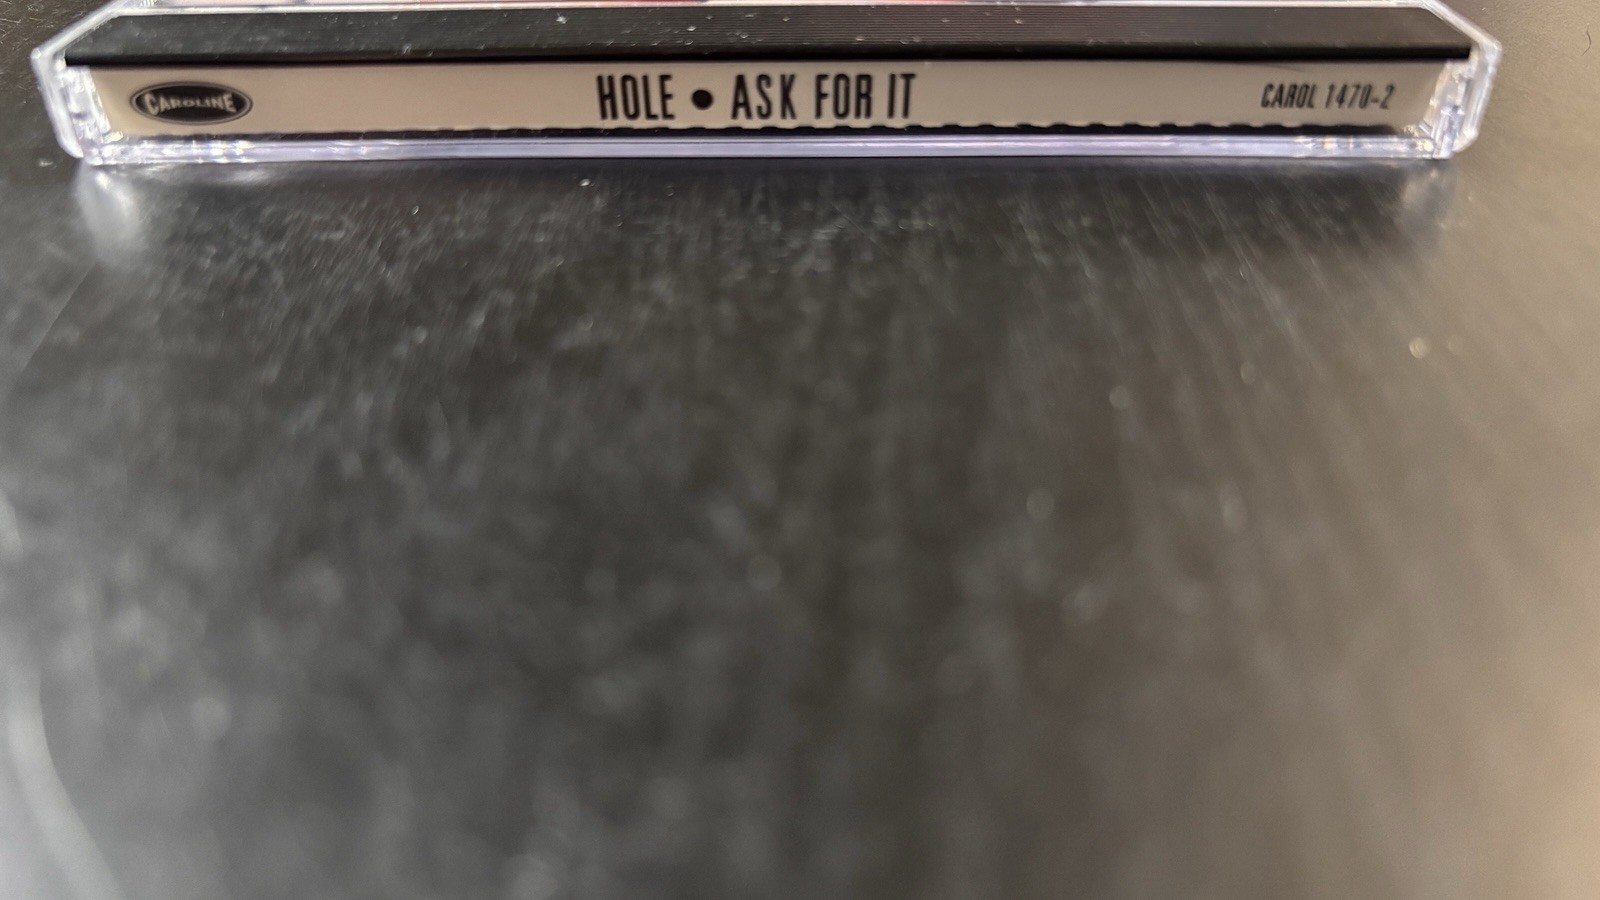 CAROLINE HOLE • ASK FOR IT CAROL 1470-2